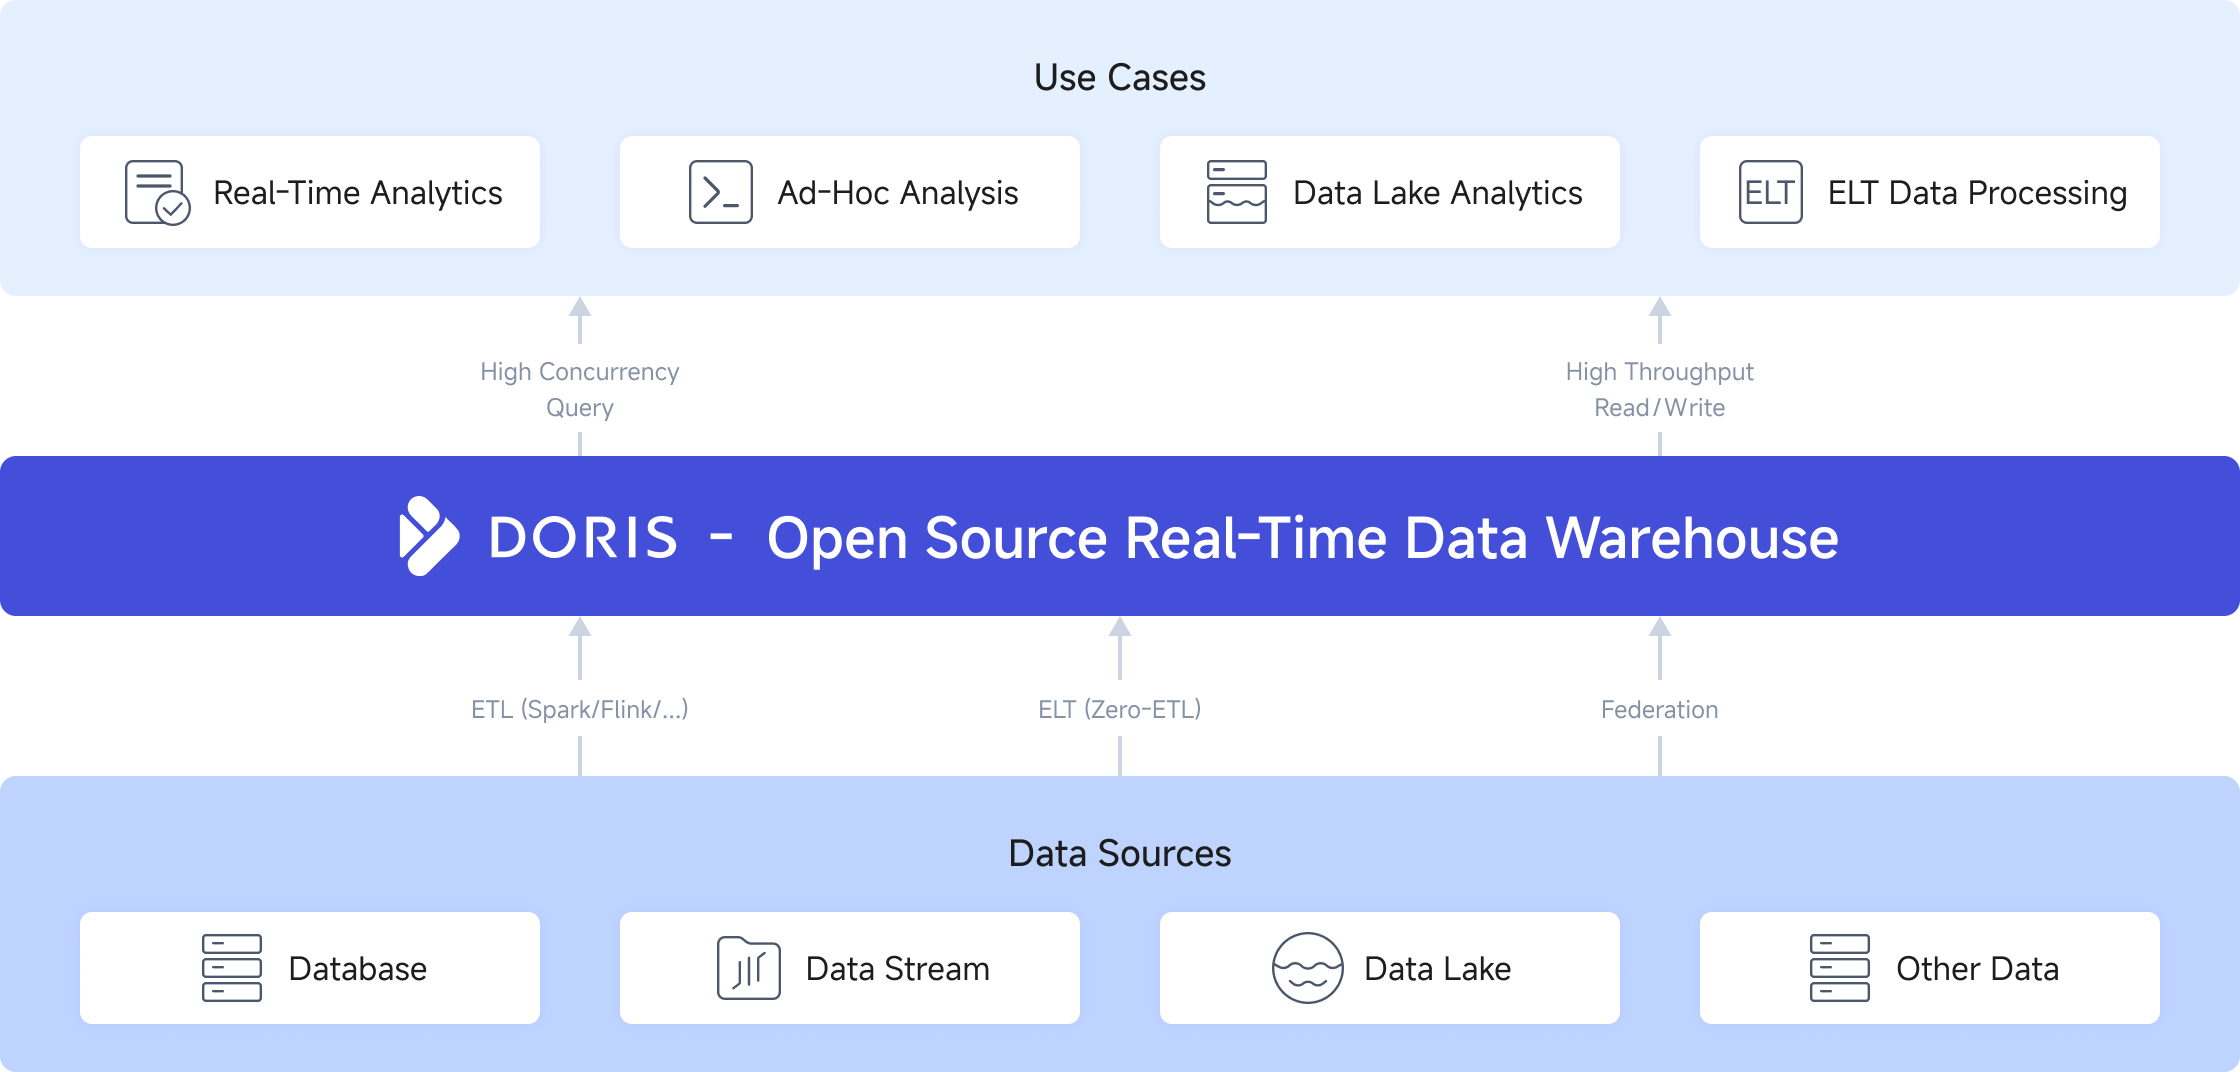 Use Cases
Real-Time Analytics
Ad-Hoc Analysis
Data Lake Analytics
ELT
ELT Data Processing
High Concurrency
Query
High Throughput
Read/Write
DORIS - Open Source Real-Time Data Warehouse
ETL (Spark/Flink/...)
ELT (Zero-ETL)
Federation
Data Sources
Database
Data Stream
Data Lake
Other Data